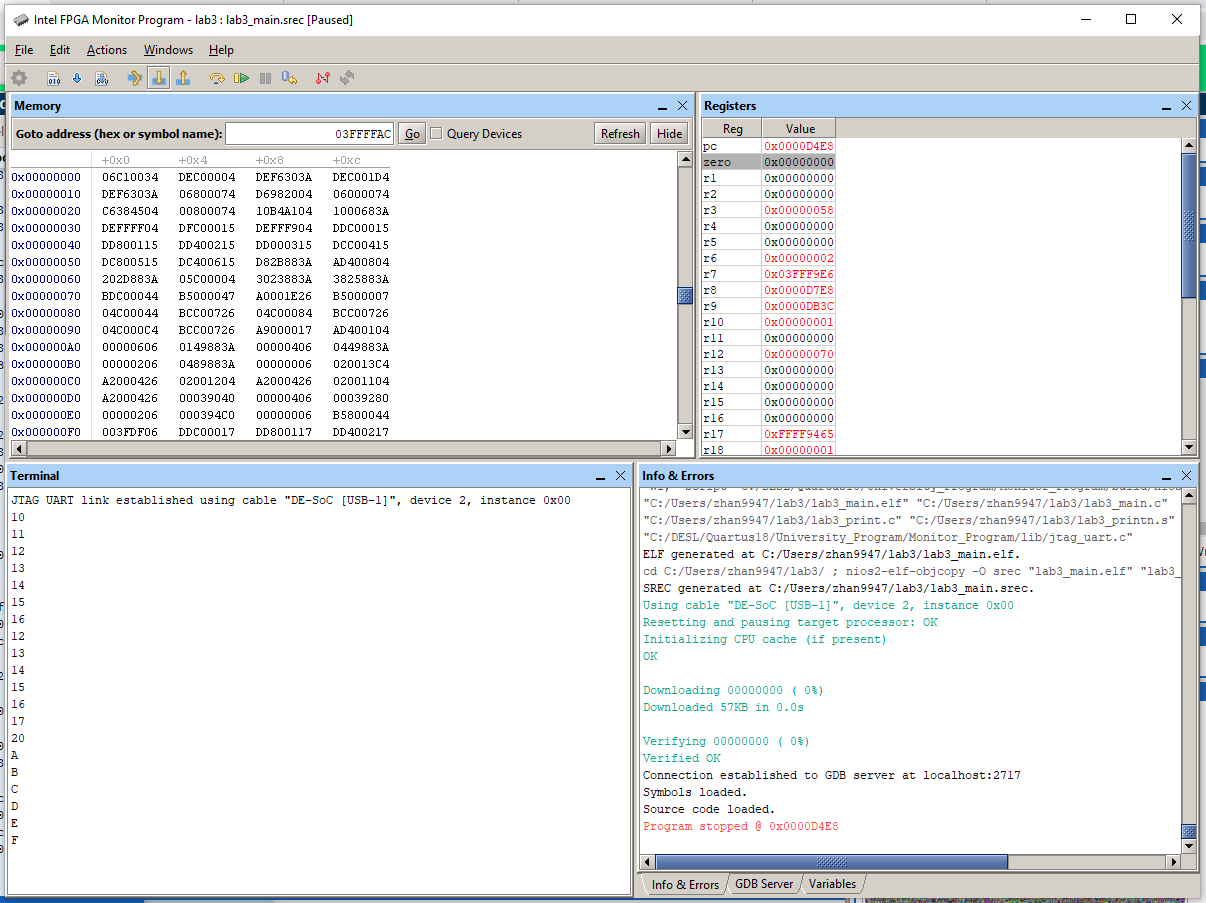 Intel FPGA Monitor Program - lab3 : lab3_main.srec [Paused]
File Edit Actions Windows Help
Memory
Goto address (hex or symbol name): 03FFFFAC Go Query Devices Refresh Hide
+0x0 +0x4 +0x8 +0xc
0x00000000 06C10034 DEC00004 DEF6303A DEC001D4
0x00000010 DEF6303A 06800074 D6982004 06000074
0x00000020 C6384504 00800074 10B4A104 1000683A
0x00000030 DEFFFF04 DFC00015 DEFFF904 DDC00015
0x00000040 DD800115 DD400215 DD000315 DCC00415
0x00000050 DC800515 DC400615 D82B883A AD400804
0x00000060 202D883A 05C00004 3023883A 3825883A
0x00000070 BDC00044 B5000047 A0001E26 B5000007
0x00000080 04C00044 BCC00726 04C00084 BCC00726
0x00000090 04C000C4 BCC00726 A9000017 AD400104
0x000000A0 00000606 0149883A 00000406 0449883A
0x000000B0 00000206 0489883A 00000006 020013C4
0x000000C0 A2000426 02001204 A2000426 02001104
0x000000D0 A2000426 00039040 00000406 00039280
0x000000E0 00000206 000394C0 00000006 B5800044
0x000000F0 003FDF06 DDC00017 DD800117 DD400217
Registers
Reg Value
pc 0x0000D4E8
zero 0x00000000
r1 0x00000000
r2 0x00000000
r3 0x00000058
r4 0x00000000
r5 0x00000000
r6 0x00000002
r7 0x03FFF9E6
r8 0x0000D7E8
r9 0x0000DB3C
r10 0x00000001
r11 0x00000000
r12 0x00000070
r13 0x00000000
r14 0x00000000
r15 0x00000000
r16 0x00000000
r17 0xFFFF9465
r18 0x00000001
Terminal
JTAG UART link established using cable "DE-SoC [USB-1]", device 2, instance 0x00
10
11
12
13
14
15
16
12
13
14
15
16
17
20
A
B
C
D
E
F
Info & Errors
"C:/Users/zhan9947/lab3/lab3_main.elf" "C:/Users/zhan9947/lab3/lab3_main.c"
"C:/Users/zhan9947/lab3/lab3_print.c" "C:/Users/zhan9947/lab3/lab3_printn.s"
"C:/DESL/Quartus18/University_Program/Monitor_Program/lib/jtag_uart.c"
ELF generated at C:/Users/zhan9947/lab3/lab3_main.elf.
cd C:/Users/zhan9947/lab3/ ; nios2-elf-objcopy -O srec "lab3_main.elf" "lab3_
SREC generated at C:/Users/zhan9947/lab3/lab3_main.srec.
Using cable "DE-SoC [USB-1]", device 2, instance 0x00
Resetting and pausing target processor: OK
Initializing CPU cache (if present)
OK
Downloading 00000000 ( 0%)
Downloaded 57KB in 0.0s
Verifying 00000000 ( 0%)
Verified OK
Connection established to GDB server at localhost:2717
Symbols loaded.
Source code loaded.
Program stopped @ 0x0000D4E8
Info & Errors GDB Server Variables